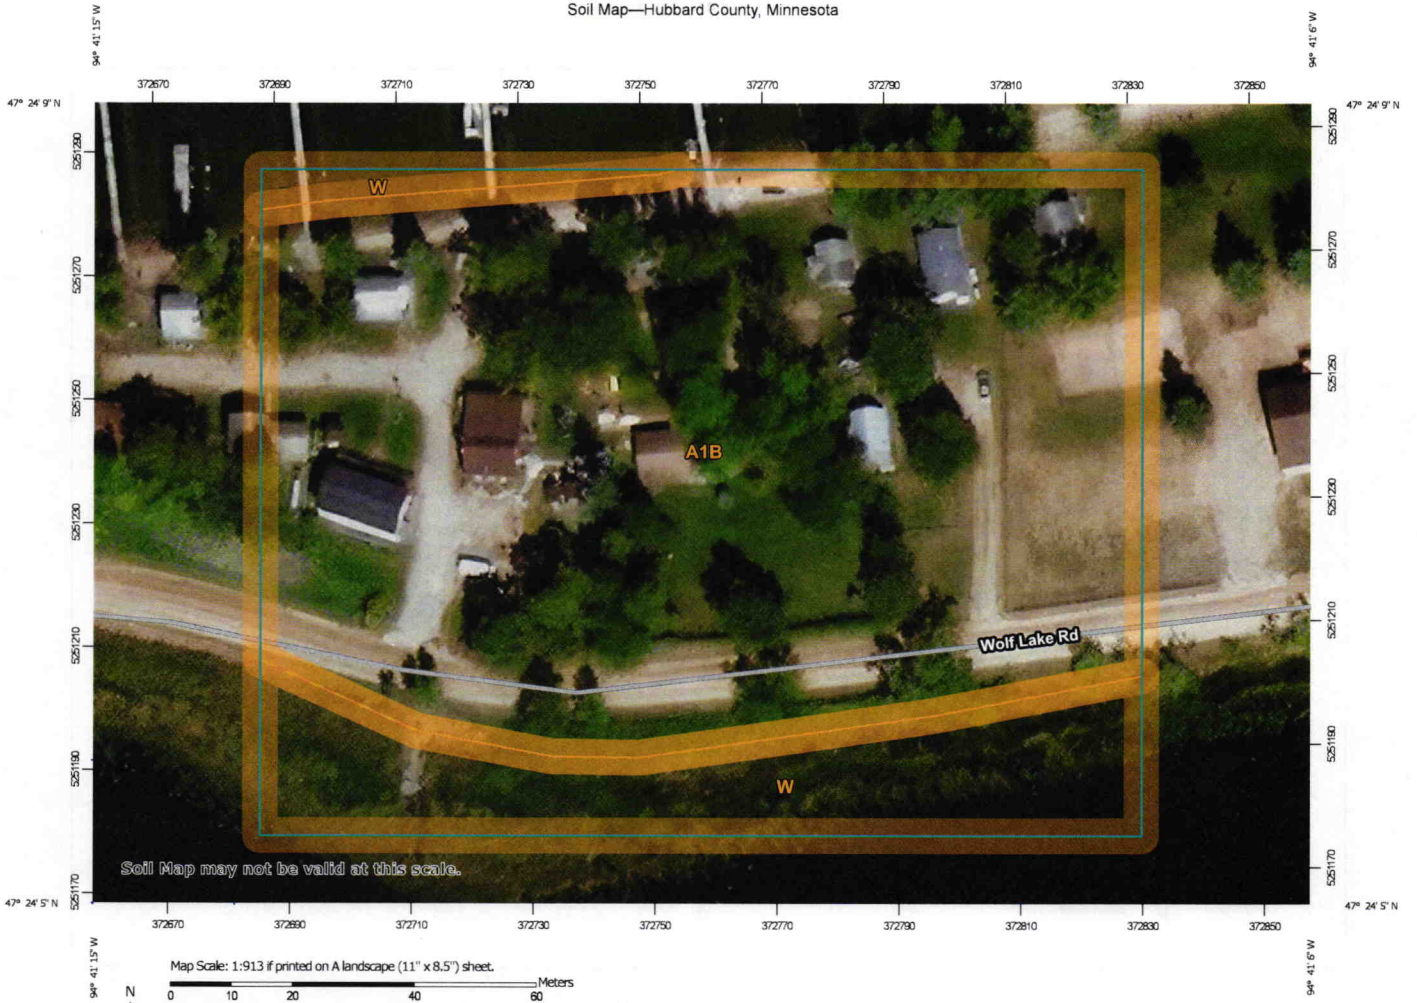 Soil Map—Hubbard County, Minnesota
94° 41' 15" W
94° 41' 6" W
372670 372690 372710 372730 372750 372770 372790 372810 372830 372850
47° 24' 9" N
47° 24' 9" N
5251290
5251290
W
5251270
5251270
5251250
5251250
A1B
5251230
5251230
5251210
5251210
Wolf Lake Rd
5251190
5251190
W
Soil Map may not be valid at this scale.
5251170
5251170
47° 24' 5" N
47° 24' 5" N
372670 372690 372710 372730 372750 372770 372790 372810 372830 372850
94° 41' 15" W
94° 41' 6" W
Map Scale: 1:913 if printed on A landscape (11" x 8.5") sheet.
N
Meters
0 10 20 40 60